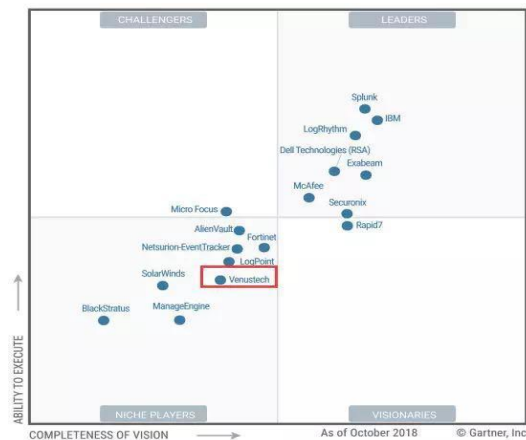 CHALLENGERS
LEADERS
Splunk
IBM
LogRhythm
Dell Technologies (RSA)
Exabeam
McAfee
Securonix
Micro Focus
Rapid7
AlienVault
Fortinet
Netsurion-EventTracker
LogPoint
SolarWinds
Venustech
BlackStratus
ManageEngine
ABILITY TO EXECUTE
NICHE PLAYERS
VISIONARIES
COMPLETENESS OF VISION
As of October 2018
© Gartner, Inc